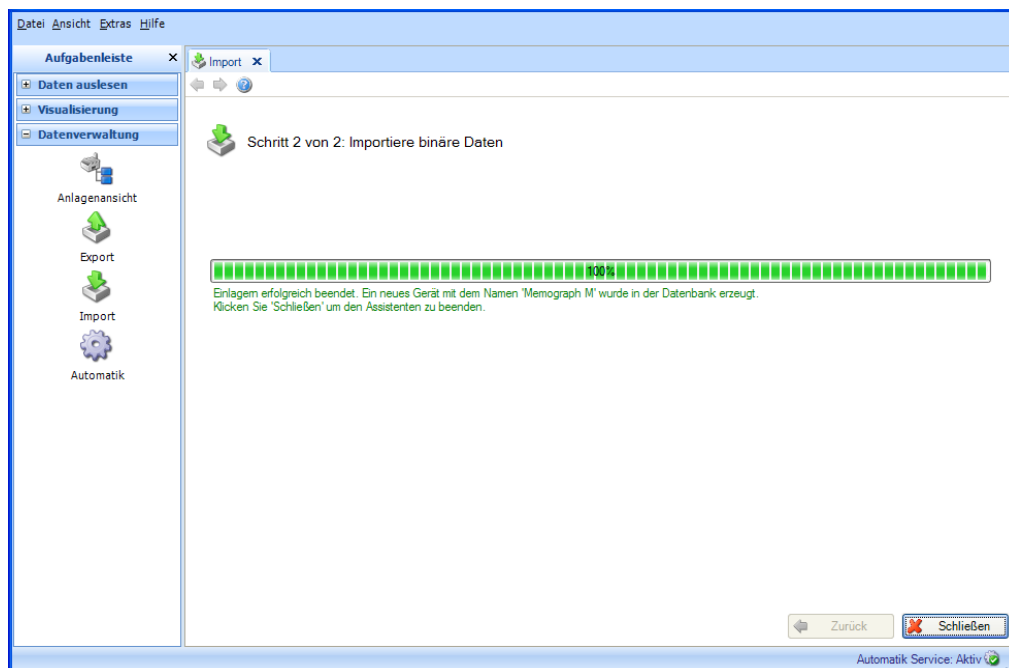 Datei Ansicht Extras Hilfe
Aufgabenleiste
Import
Daten auslesen
Visualisierung
Datenverwaltung
Schritt 2 von 2: Importiere binäre Daten
Anlagenansicht
Export
100%
Einlagern erfolgreich beendet. Ein neues Gerät mit dem Namen 'Memograph M' wurde in der Datenbank erzeugt.
Klicken Sie 'Schließen' um den Assistenten zu beenden.
Import
Automatik
Zurück
Schließen
Automatik Service: Aktiv